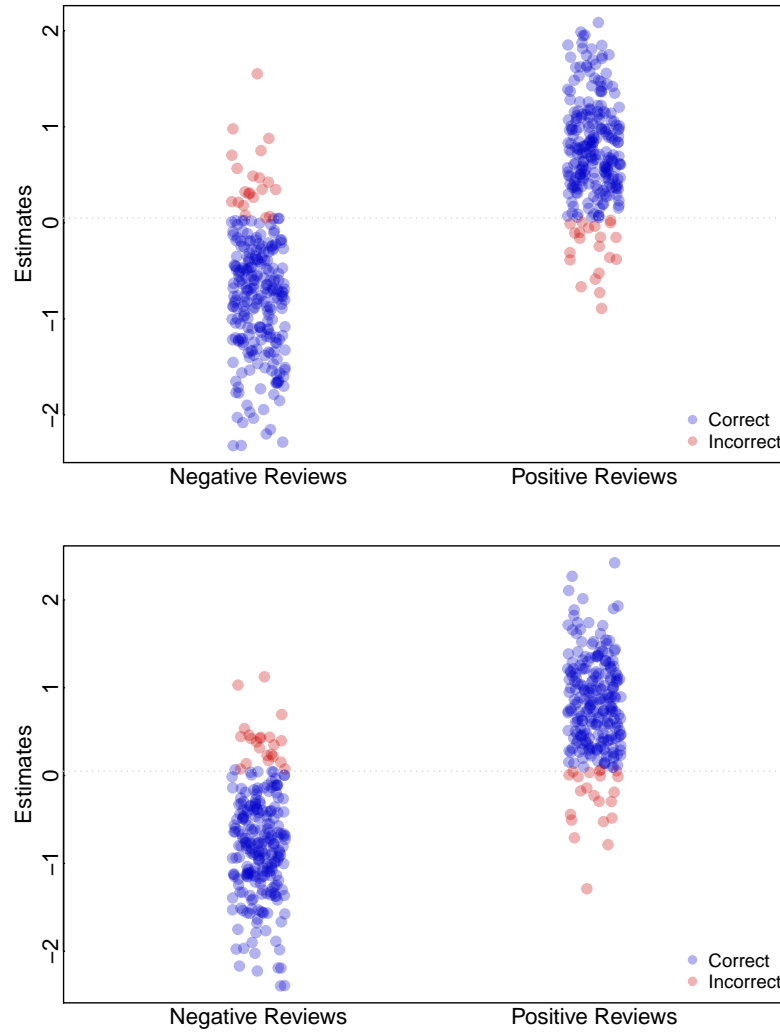 2
1
0
−1
−2
Estimates
Correct
Incorrect
Negative Reviews
Positive Reviews
2
1
0
−1
−2
Estimates
Correct
Incorrect
Negative Reviews
Positive Reviews